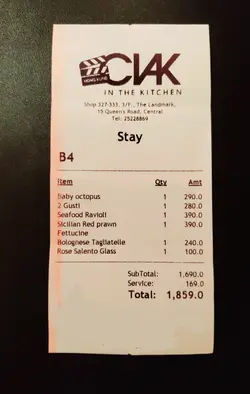 HOMEMADE
CIAK
IN THE KITCHEN
Shop 327-333, 3/F., The Landmark,
15 Queen's Road, Central
Tel: 25228869
Stay
B4
Item Qty Amt
Baby octopus 1 290.0
2 Gusti 1 280.0
Seafood Ravioli 1 390.0
Sicilian Red prawn 1 390.0
Fettucine
Bolognese Tagliatelle 1 240.0
Rose Salento Glass 1 100.0
SubTotal: 1,690.0
Service: 169.0
Total: 1,859.0